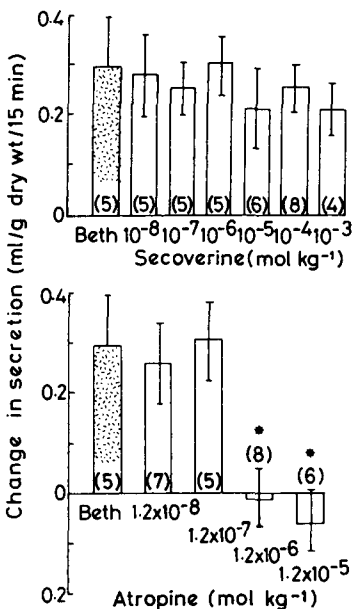 Change in secretion (ml/g dry wt/15 min)
0.4
0.2
0
(5) (5) (5) (5) (6) (8) (4)
Beth 10⁻⁸ 10⁻⁷ 10⁻⁶ 10⁻⁵ 10⁻⁴ 10⁻³
Secoverine (mol kg⁻¹)
0.4
0.2
* *
(8) (6)
(5) (7) (5)
0
Beth 1.2x10⁻⁸
1.2x10⁻⁷
1.2x10⁻⁶
1.2x10⁻⁵
0.2
Atropine (mol kg⁻¹)